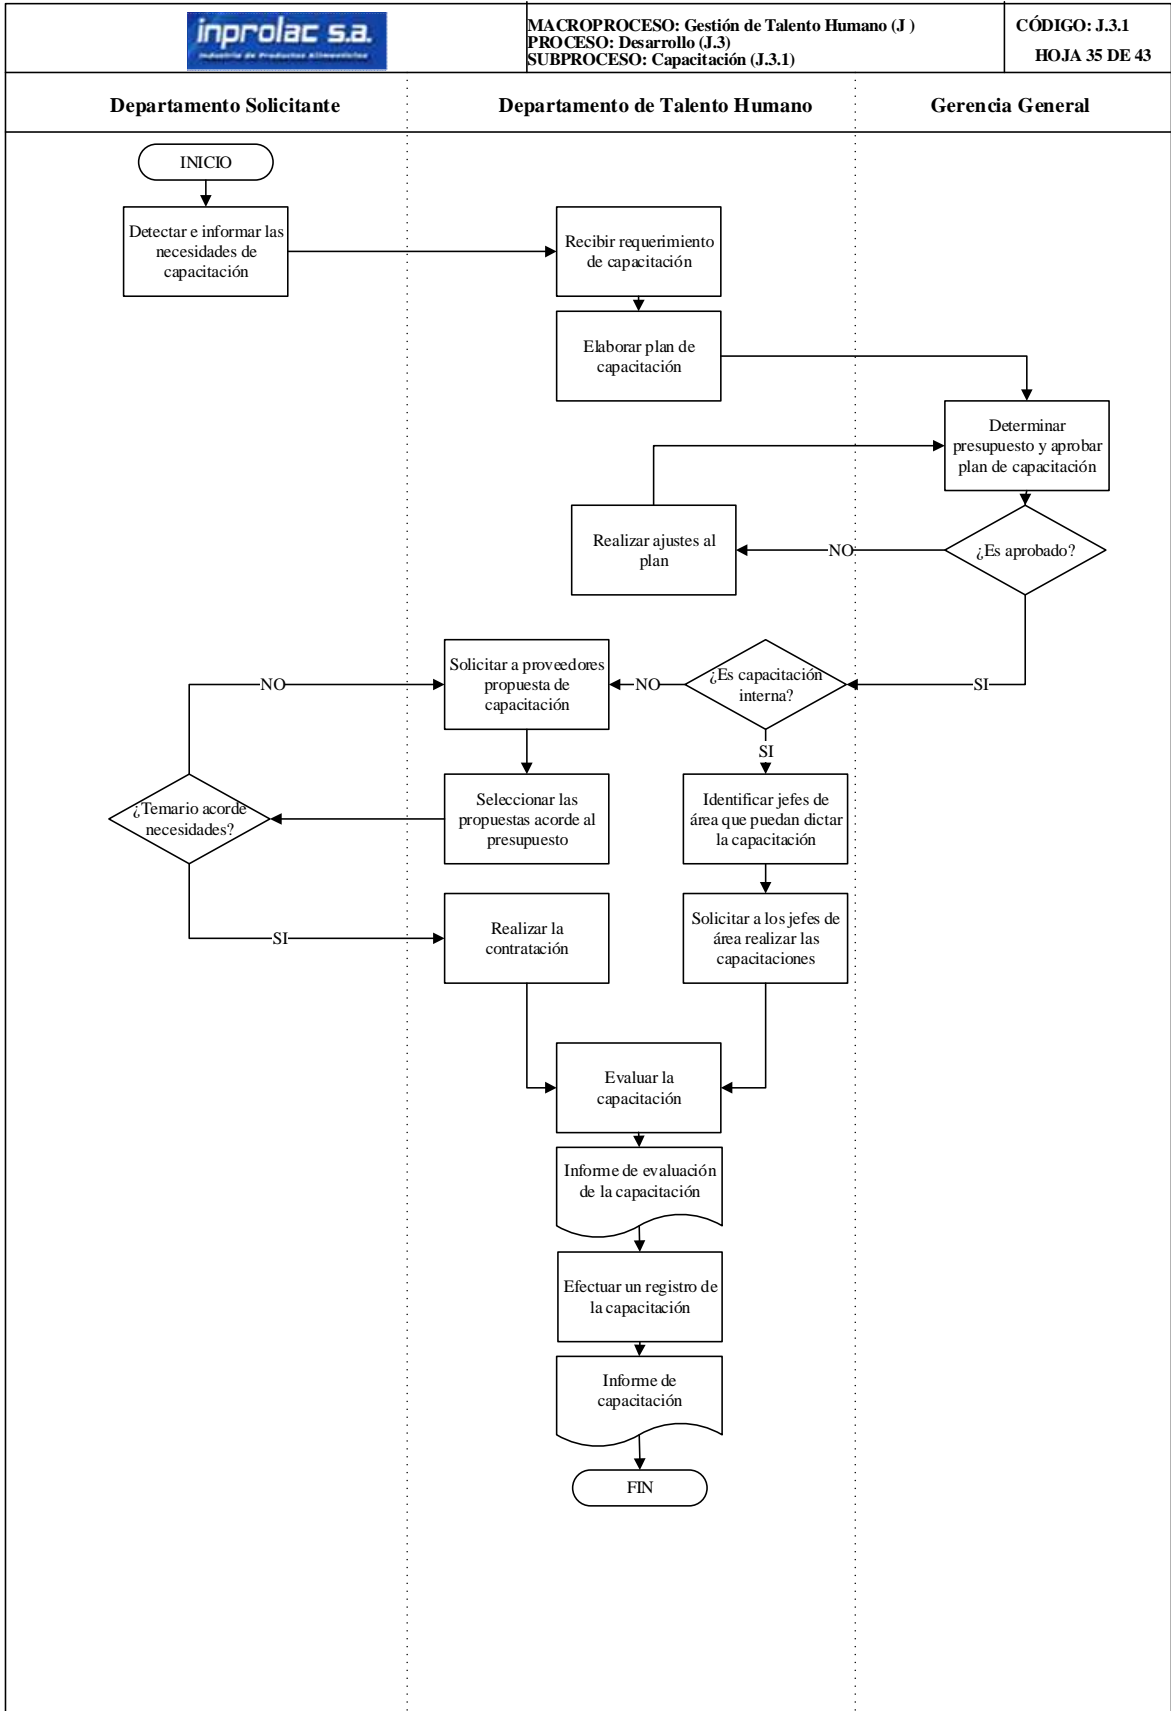 inprolac s.a.
Industria de Productos Alimenticios
MACROPROCESO: Gestión de Talento Humano (J )
PROCESO: Desarrollo (J.3)
SUBPROCESO: Capacitación (J.3.1)
CÓDIGO: J.3.1
HOJA 35 DE 43
Departamento Solicitante
Departamento de Talento Humano
Gerencia General
INICIO
Detectar e informar las
necesidades de
capacitación
Recibir requerimiento
de capacitación
Elaborar plan de
capacitación
Determinar
presupuesto y aprobar
plan de capacitación
Realizar ajustes al
plan
NO
¿Es aprobado?
NO
Solicitar a proveedores
propuesta de
capacitación
NO
¿Es capacitación
interna?
SI
SI
¿Temario acorde
necesidades?
Seleccionar las
propuestas acorde al
presupuesto
Identificar jefes de
área que puedan dictar
la capacitación
SI
Realizar la
contratación
Solicitar a los jefes de
área realizar las
capacitaciones
Evaluar la
capacitación
Informe de evaluación
de la capacitación
Efectuar un registro de
la capacitación
Informe de
capacitación
FIN